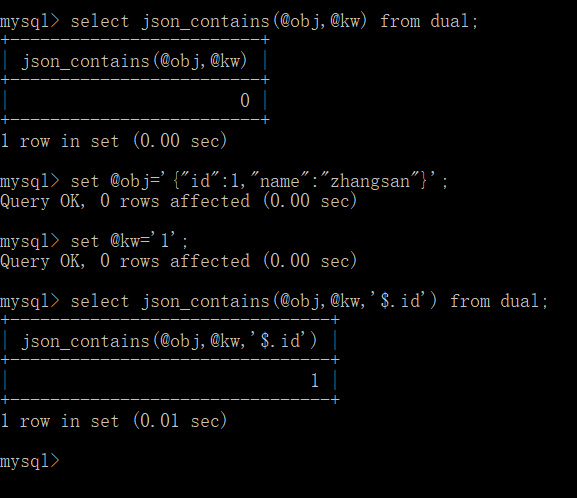 mysql> select json_contains(@obj,@kw) from dual;
+-------------------------+
| json_contains(@obj,@kw) |
+-------------------------+
|                       0 |
+-------------------------+
1 row in set (0.00 sec)
mysql> set @obj='{"id":1,"name":"zhangsan"}';
Query OK, 0 rows affected (0.00 sec)
mysql> set @kw='1';
Query OK, 0 rows affected (0.00 sec)
mysql> select json_contains(@obj,@kw,'$.id') from dual;
+--------------------------------+
| json_contains(@obj,@kw,'$.id') |
+--------------------------------+
|                              1 |
+--------------------------------+
1 row in set (0.01 sec)
mysql>